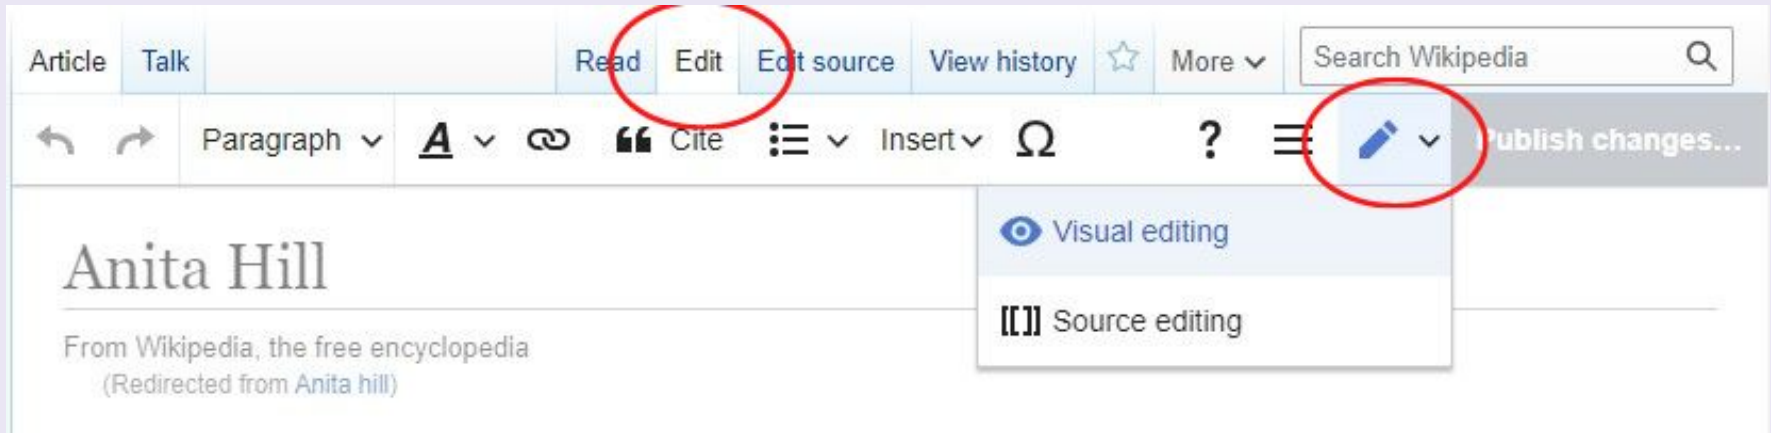 Article Talk Read Edit Edit source View history More Search Wikipedia
Paragraph A Cite Insert Ω ? Publish changes...
Visual editing
Anita Hill
[[]] Source editing
From Wikipedia, the free encyclopedia
(Redirected from Anita hill)